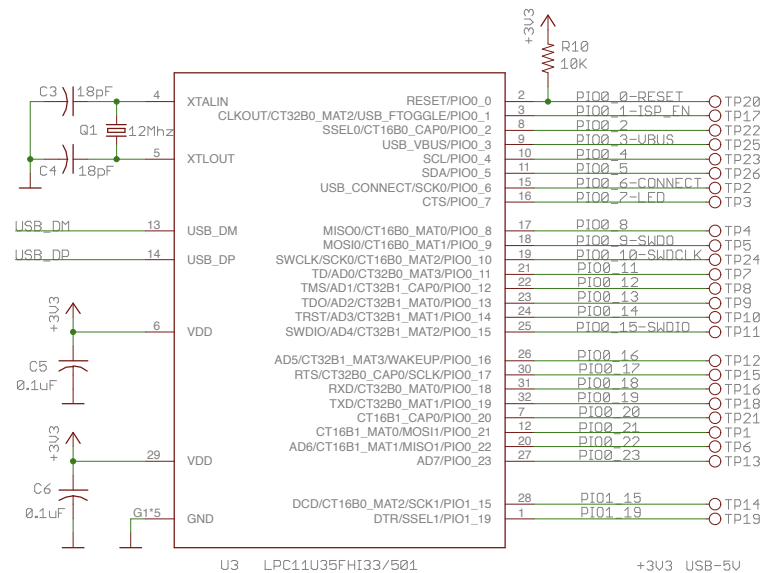 +3V3
R10
10K
C3 18pF
4 XTALIN
Q1 12Mhz
5 XTLOUT
C4 18pF
USB_DM 13 USB_DM
USB_DP 14 USB_DP
+3V3
6 VDD
C5
0.1uF
+3V3
29 VDD
C6
0.1uF
G1*5 GND
RESET/PIO0_0 2 PIO0_0-RESET TP20
CLKOUT/CT32B0_MAT2/USB_FTOGGLE/PIO0_1 3 PIO0_1-ISP_EN TP17
SSEL0/CT16B0_CAP0/PIO0_2 8 PIO0_2 TP22
USB_VBUS/PIO0_3 9 PIO0_3-VBUS TP25
SCL/PIO0_4 10 PIO0_4 TP23
SDA/PIO0_5 11 PIO0_5 TP26
USB_CONNECT/SCK0/PIO0_6 15 PIO0_6-CONNECT TP2
CTS/PIO0_7 16 PIO0_7-LED TP3
MISO0/CT16B0_MAT0/PIO0_8 17 PIO0_8 TP4
MOSI0/CT16B0_MAT1/PIO0_9 18 PIO0_9-SWDO TP5
SWCLK/SCK0/CT16B0_MAT2/PIO0_10 19 PIO0_10-SWDCLK TP24
TD/AD0/CT32B0_MAT3/PIO0_11 21 PIO0_11 TP7
TMS/AD1/CT32B1_CAP0/PIO0_12 22 PIO0_12 TP8
TDO/AD2/CT32B1_MAT0/PIO0_13 23 PIO0_13 TP9
TRST/AD3/CT32B1_MAT1/PIO0_14 24 PIO0_14 TP10
SWDIO/AD4/CT32B1_MAT2/PIO0_15 25 PIO0_15-SWDIO TP11
AD5/CT32B1_MAT3/WAKEUP/PIO0_16 26 PIO0_16 TP12
RTS/CT32B0_CAP0/SCLK/PIO0_17 30 PIO0_17 TP15
RXD/CT32B0_MAT0/PIO0_18 31 PIO0_18 TP16
TXD/CT32B0_MAT1/PIO0_19 32 PIO0_19 TP18
CT16B1_CAP0/PIO0_20 7 PIO0_20 TP21
CT16B1_MAT0/MOSI1/PIO0_21 12 PIO0_21 TP1
AD6/CT16B1_MAT1/MISO1/PIO0_22 20 PIO0_22 TP6
AD7/PIO0_23 27 PIO0_23 TP13
DCD/CT16B0_MAT2/SCK1/PIO1_15 28 PIO1_15 TP14
DTR/SSEL1/PIO1_19 1 PIO1_19 TP19
U3 LPC11U35FHI33/501
+3V3 USB-5V